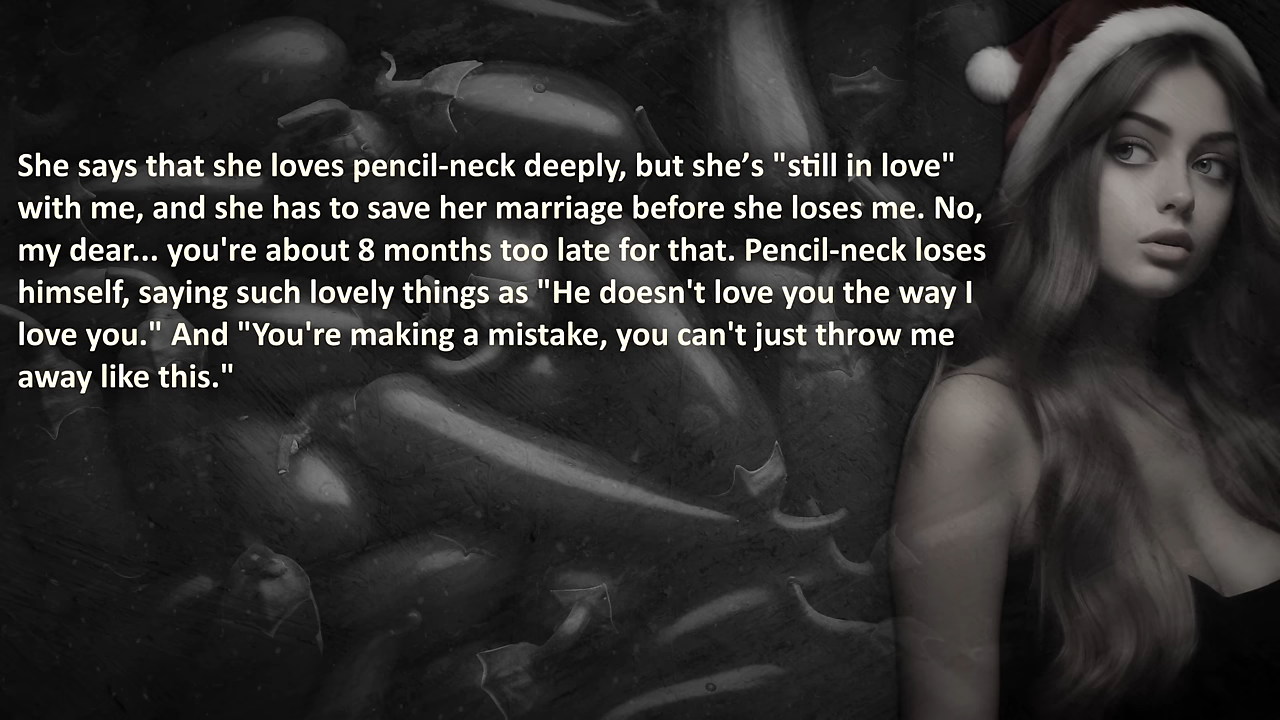 She says that she loves pencil-neck deeply, but she’s "still in love"
with me, and she has to save her marriage before she loses me. No,
my dear... you're about 8 months too late for that. Pencil-neck loses
himself, saying such lovely things as "He doesn't love you the way I
love you." And "You're making a mistake, you can't just throw me
away like this."